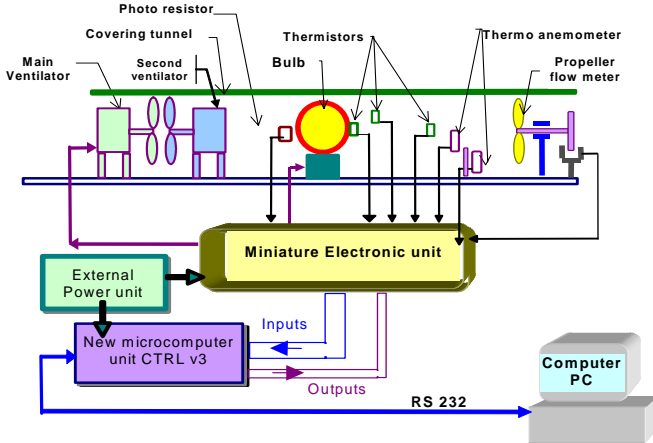 Photo resistor
Covering tunnel
Main
Ventilator
Second
ventilator
Thermistors
Bulb
Thermo anemometer
Propeller
flow meter
Miniature Electronic unit
External
Power unit
New microcomputer
unit CTRL v3
Inputs
Outputs
RS 232
Computer
PC